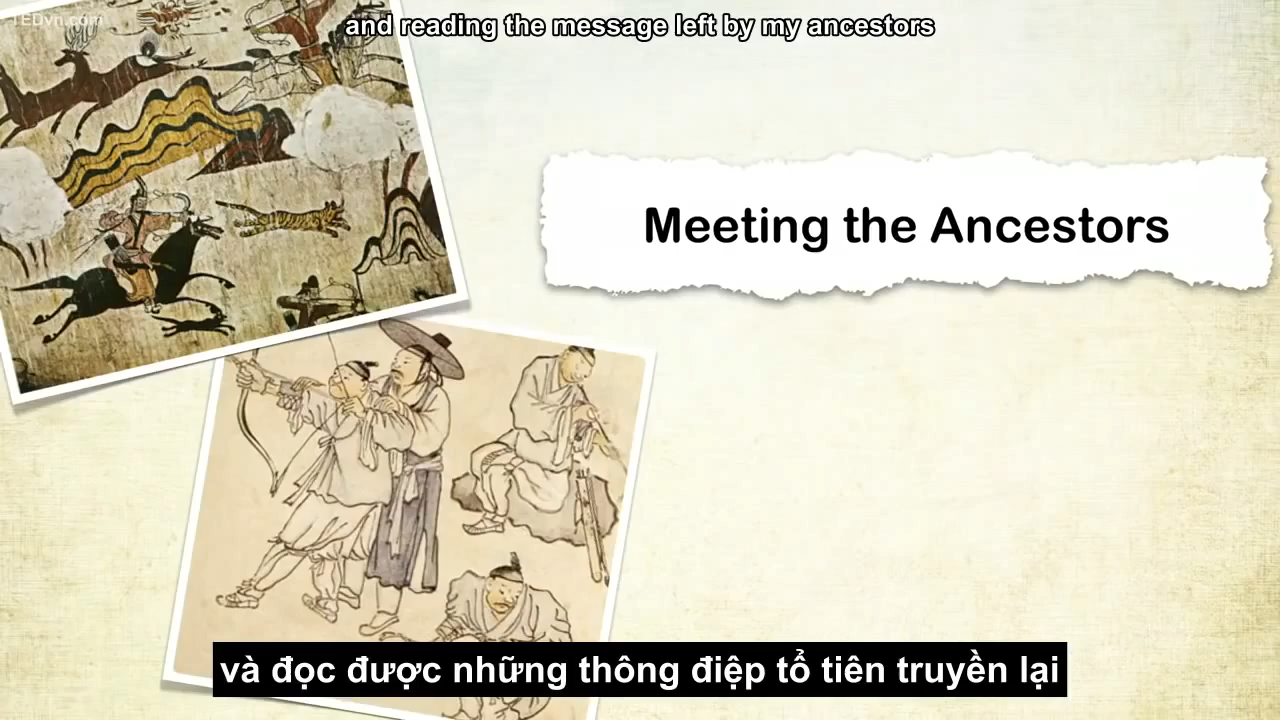 TEDvn.com
and reading the message left by my ancestors
Meeting the Ancestors
và đọc được những thông điệp tổ tiên truyền lại